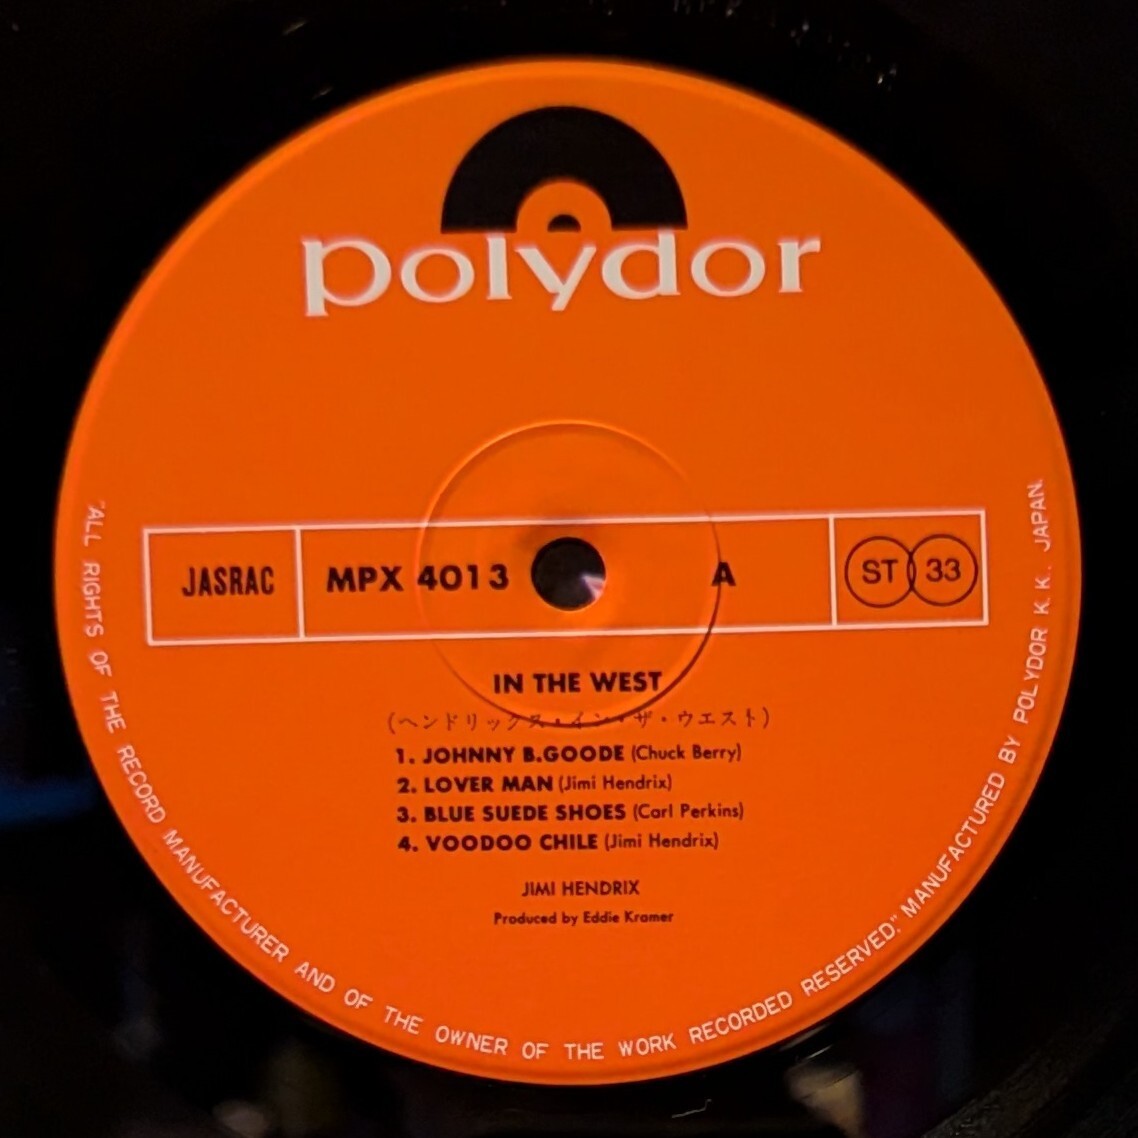 polydor
JASRAC MPX 4013 A ST 33
IN THE WEST
(ヘンドリックス・イン・ザ・ウエスト)
1. JOHNNY B.GOODE (Chuck Berry)
2. LOVER MAN (Jimi Hendrix)
3. BLUE SUEDE SHOES (Carl Perkins)
4. VOODOO CHILE (Jimi Hendrix)
JIMI HENDRIX
Produced by Eddie Kramer
"ALL RIGHTS OF THE RECORD MANUFACTURER AND OF THE OWNER OF THE WORK RECORDED RESERVED," MANUFACTURED BY POLYDOR K. K. JAPAN.